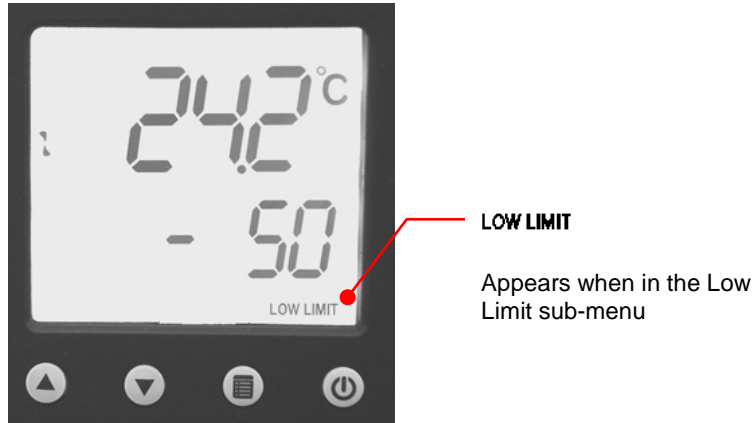 24.2°C
- 50
LOW LIMIT
LOW LIMIT
Appears when in the Low
Limit sub-menu